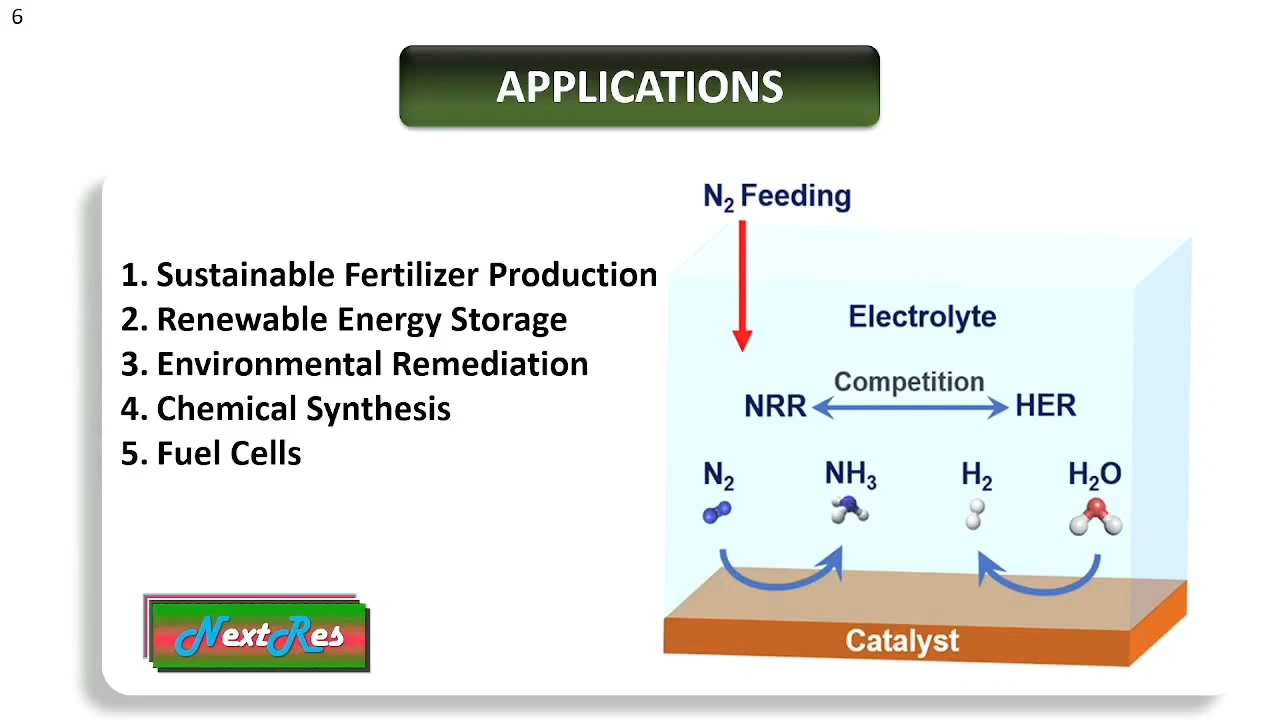 6
APPLICATIONS
1. Sustainable Fertilizer Production
2. Renewable Energy Storage
3. Environmental Remediation
4. Chemical Synthesis
5. Fuel Cells
NextRes
N₂ Feeding
Electrolyte
Competition
NRR HER
N₂ NH₃ H₂ H₂O
Catalyst